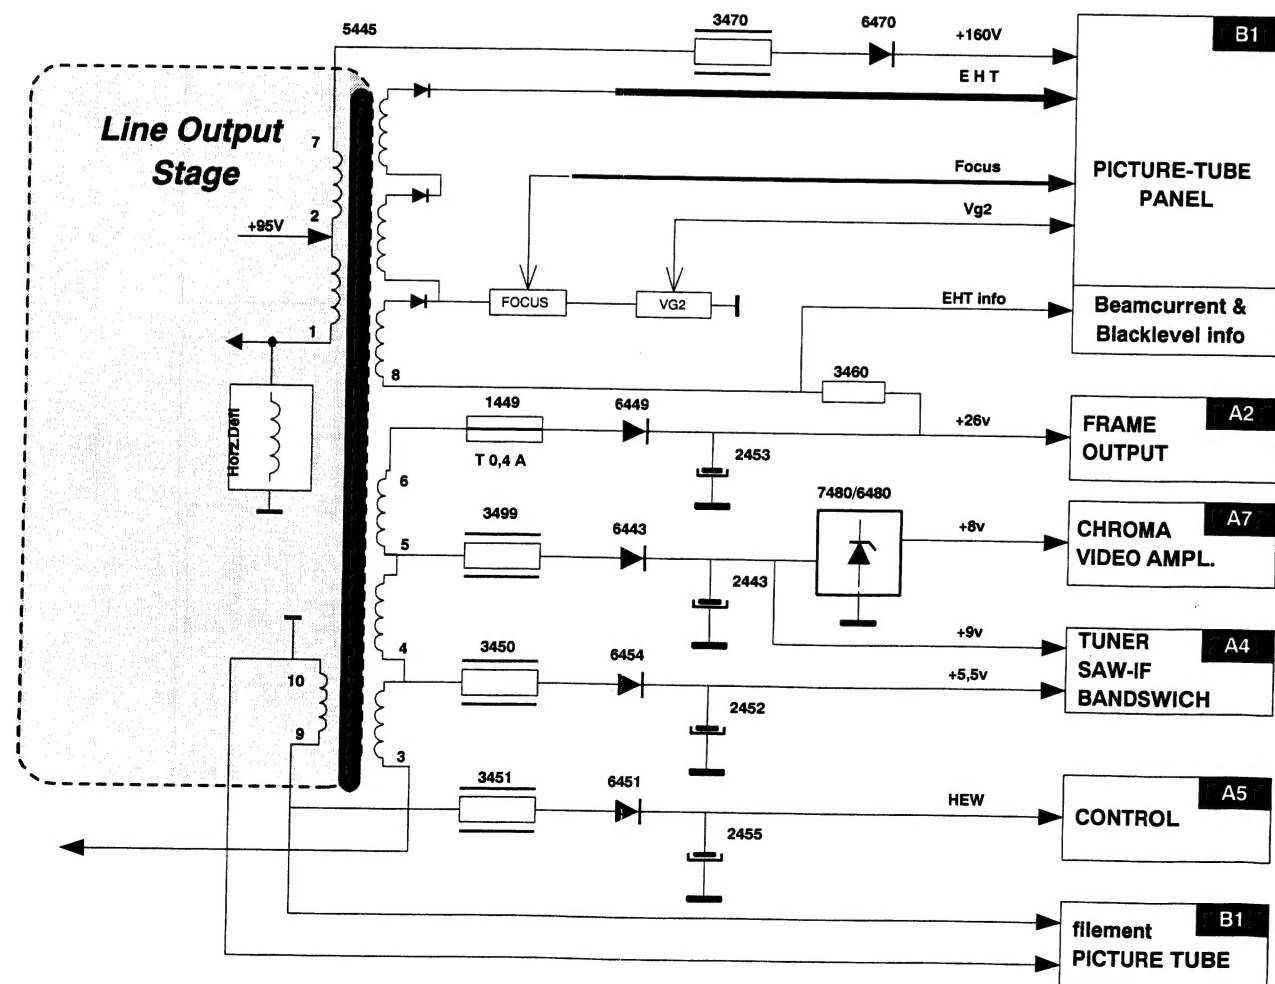 5445
3470
6470
+160V
B1
EHT
Line Output
Stage
7
2
+95V
1
Focus
Vg2
PICTURE-TUBE
PANEL
FOCUS
VG2
EHT info
Beamcurrent &
Blacklevel info
8
3460
Horz.Defl
1449
T 0,4 A
6449
2453
+26v
FRAME
OUTPUT
A2
6
3499
5
6443
2443
7480/6480
+8v
CHROMA
VIDEO AMPL.
A7
+9v
4
3450
6454
2452
+5,5v
TUNER
SAW-IF
BANDSWICH
A4
10
9
3
3451
6451
2455
HEW
CONTROL
A5
filement
PICTURE TUBE
B1